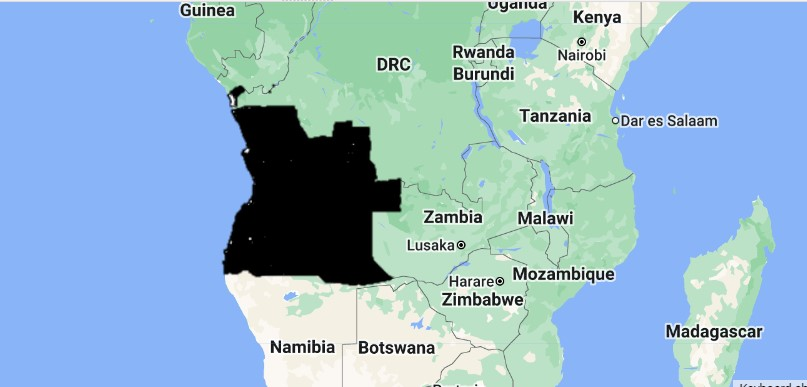 Uganda
Guinea
Kenya
Rwanda
Nairobi
DRC
Burundi
Tanzania
Dar es Salaam
Zambia
Malawi
Lusaka
Mozambique
Harare
Zimbabwe
Madagascar
Namibia
Botswana